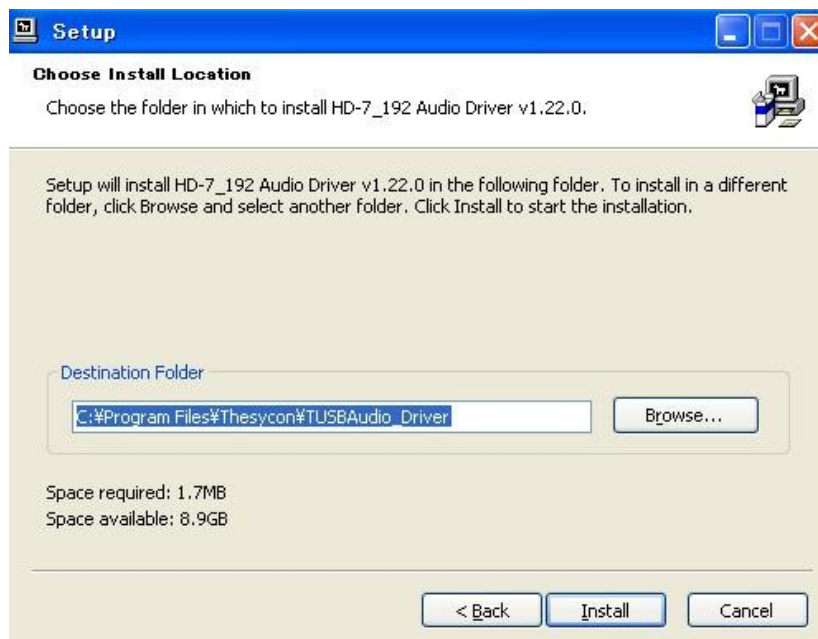 Setup
Choose Install Location
Choose the folder in which to install HD-7_192 Audio Driver v1.22.0.
Setup will install HD-7_192 Audio Driver v1.22.0 in the following folder. To install in a different
folder, click Browse and select another folder. Click Install to start the installation.
Destination Folder
C:¥Program Files¥Thesycon¥TUSBAudio_Driver
Browse...
Space required: 1.7MB
Space available: 8.9GB
< Back
Install
Cancel